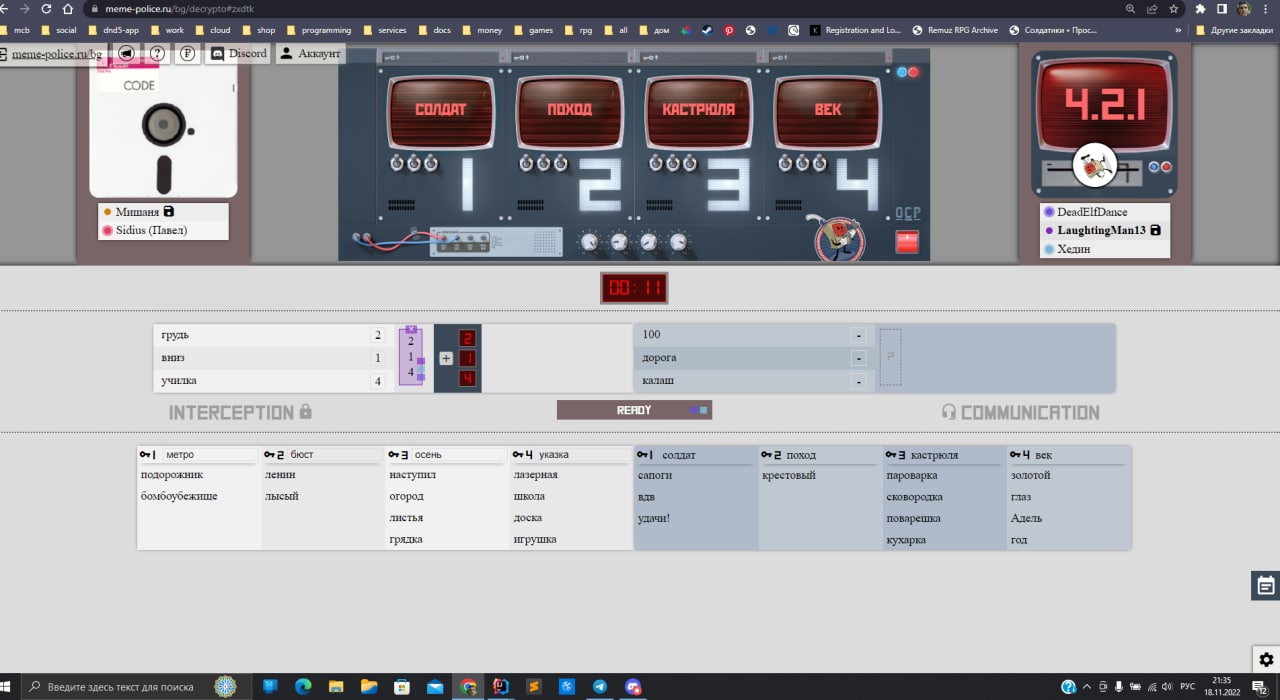 meme-police.ru/bg/decrypto#zxdtk
mcb social dnd5-app work cloud shop programming services docs money games rpg all дом Registration and Lo... Remuz RPG Archive Солдатики • Прос... » Другие закладки
meme-police.ru/bg ? ₽ Discord Аккаунт
CODE
СОЛДАТ ПОХОД КАСТРЮЛЯ ВЕК
4.2.1
1 2 3 4
OCP
Мишаня
Sidius (Павел)
DeadElfDance
LaughtingMan13
Хедин
00:11
грудь 2
вниз 1
училка 4
x
2
1
4
+
2
1
4
100 -
дорога -
калаш -
?
INTERCEPTION
READY
COMMUNICATION
1 метро 2 бюст 3 осень 4 указка 1 солдат 2 поход 3 кастрюля 4 век
подорожник ленин наступил лазерная сапоги крестовый пароварка золотой
бомбоубежище лысый огород школа вдв сковородка глаз
листья доска удачи! поварешка Адель
грядка игрушка кухарка год
Введите здесь текст для поиска
РУС
21:35
18.11.2022
12